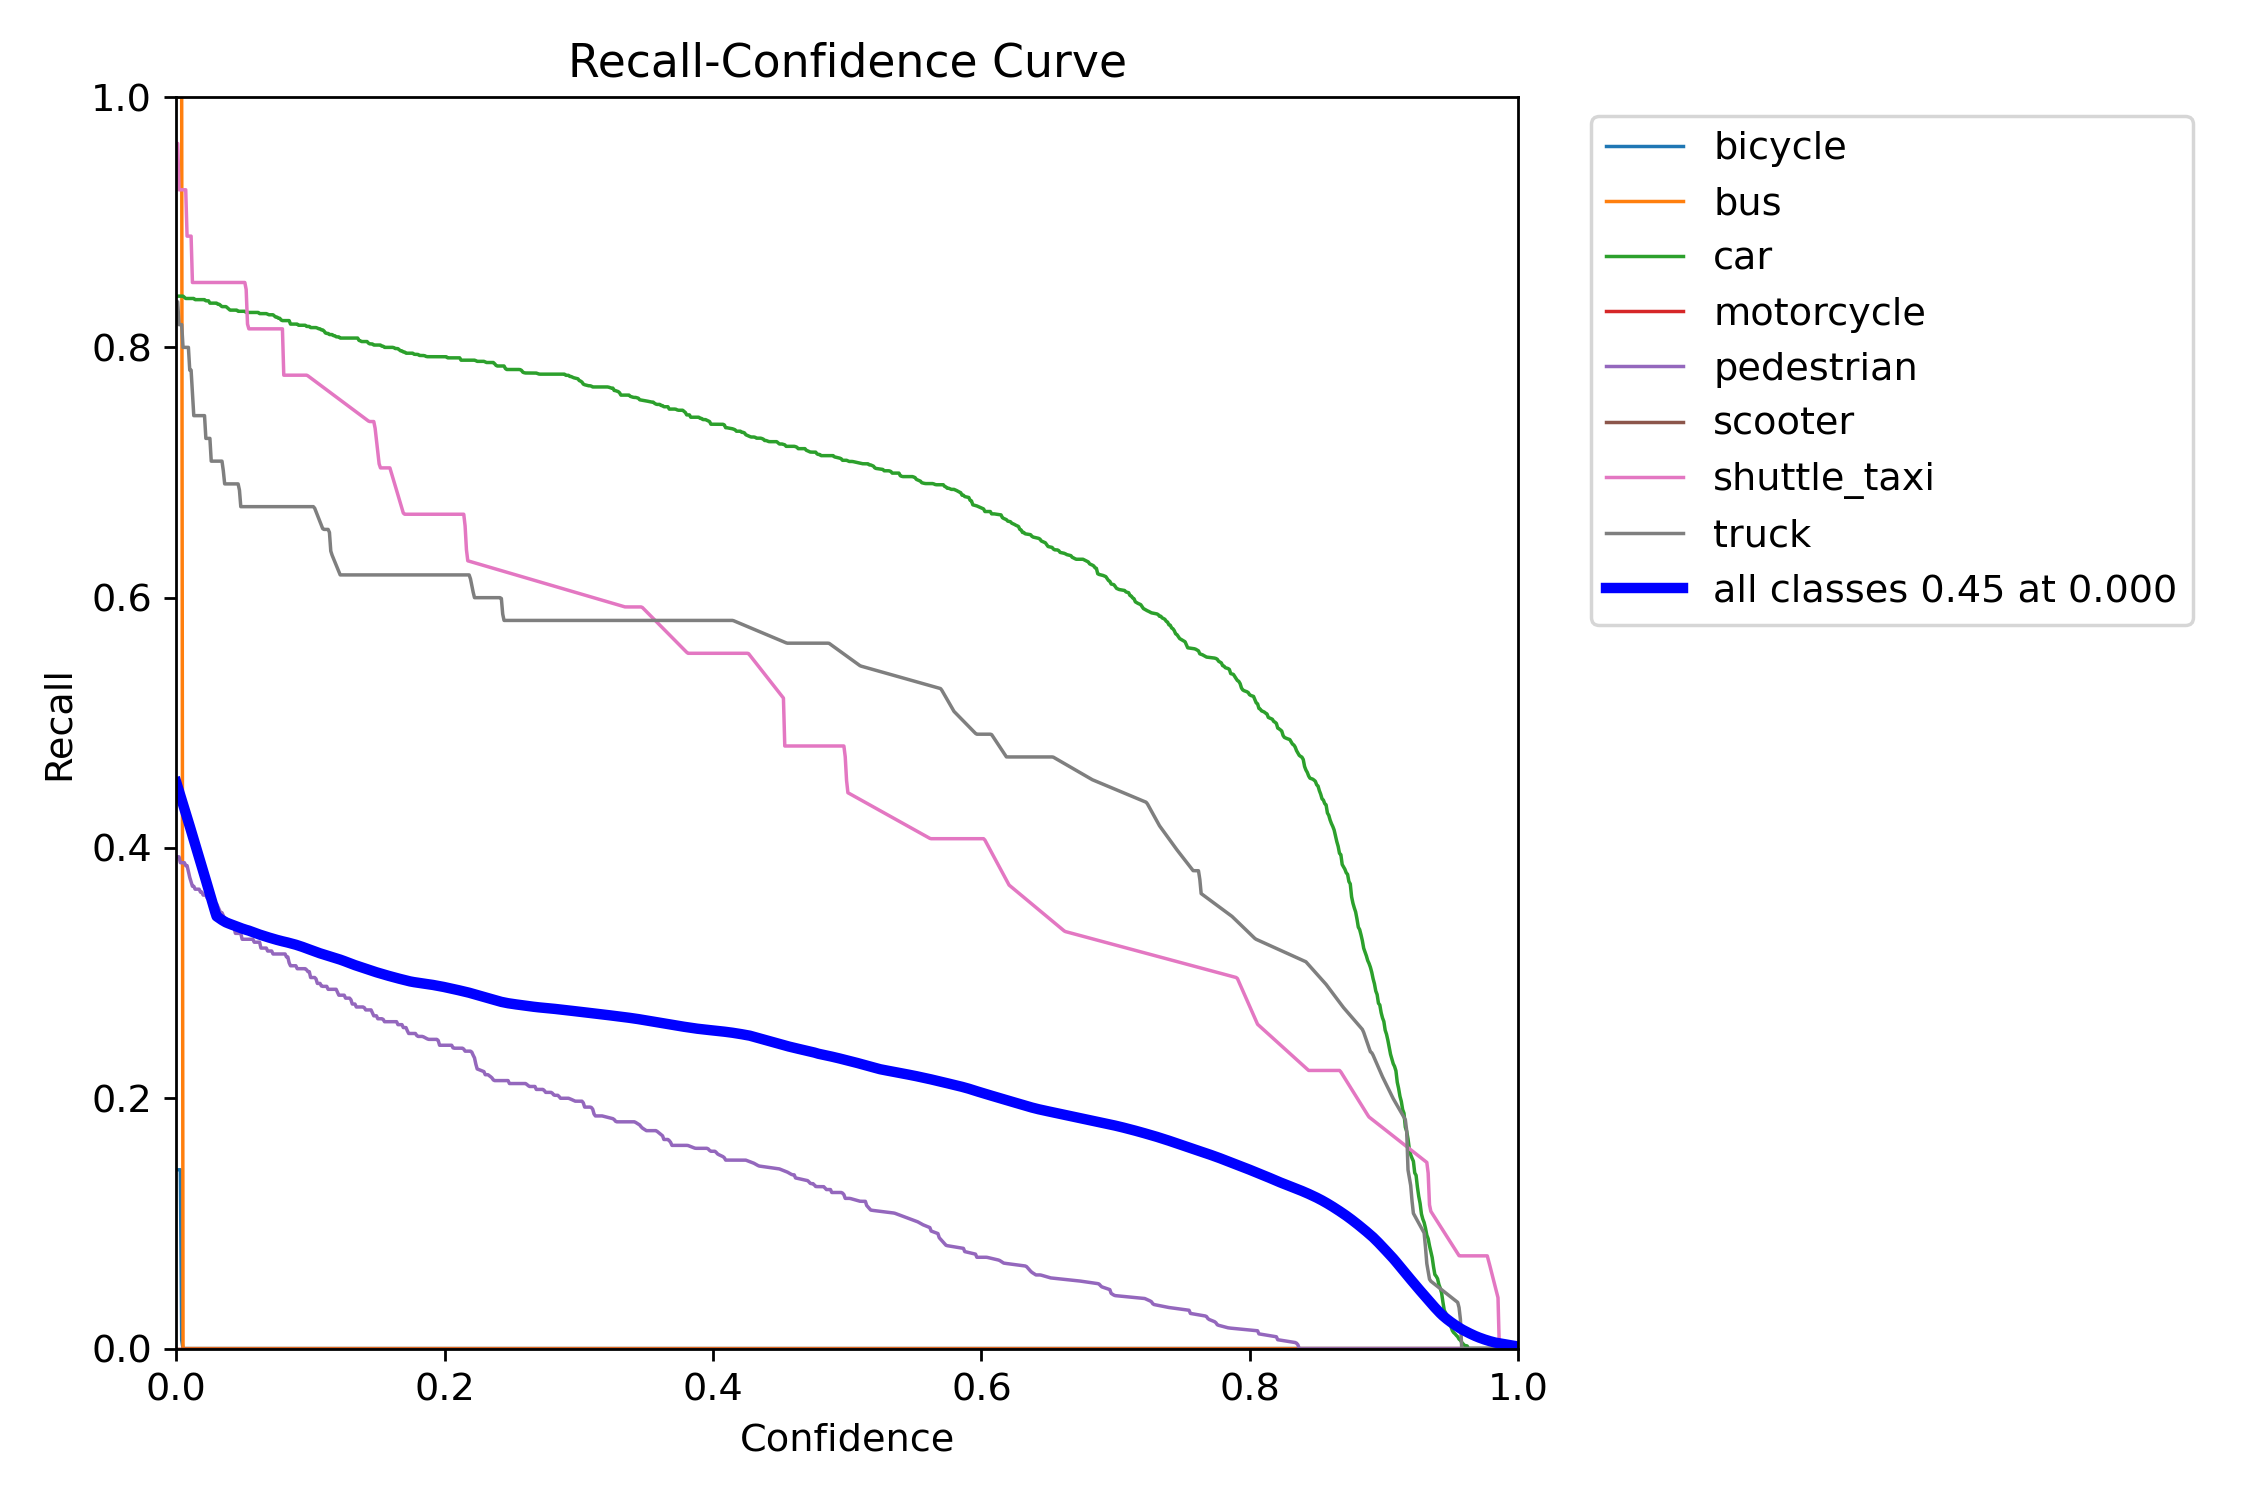 Recall-Confidence Curve
1.0
0.8
0.6
0.4
0.2
0.0
Recall
0.0 0.2 0.4 0.6 0.8 1.0
Confidence
bicycle
bus
car
motorcycle
pedestrian
scooter
shuttle_taxi
truck
all classes 0.45 at 0.000